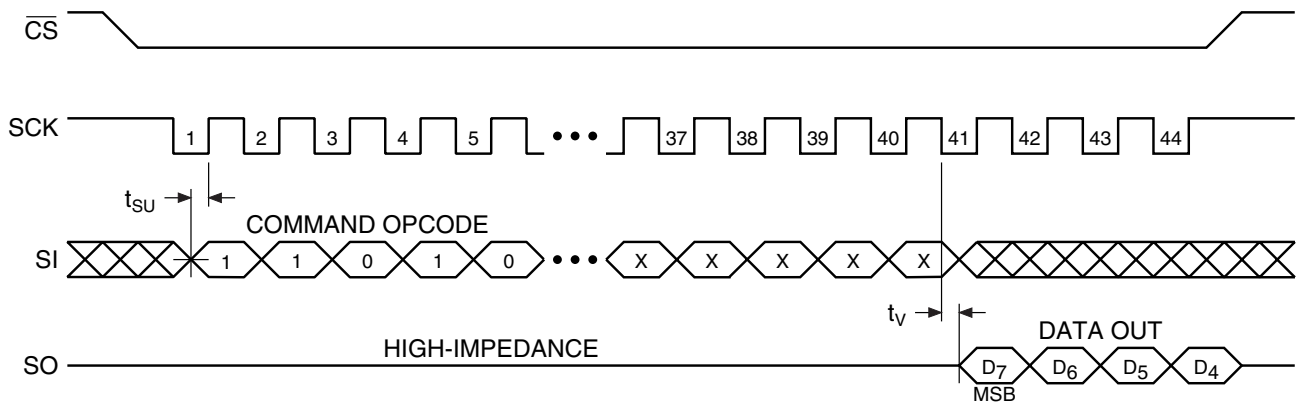 CS
SCK 1 2 3 4 5 ••• 37 38 39 40 41 42 43 44
tSU
COMMAND OPCODE
SI 1 1 0 1 0 ••• X X X X X
tV
DATA OUT
HIGH-IMPEDANCE
SO D7 D6 D5 D4
MSB